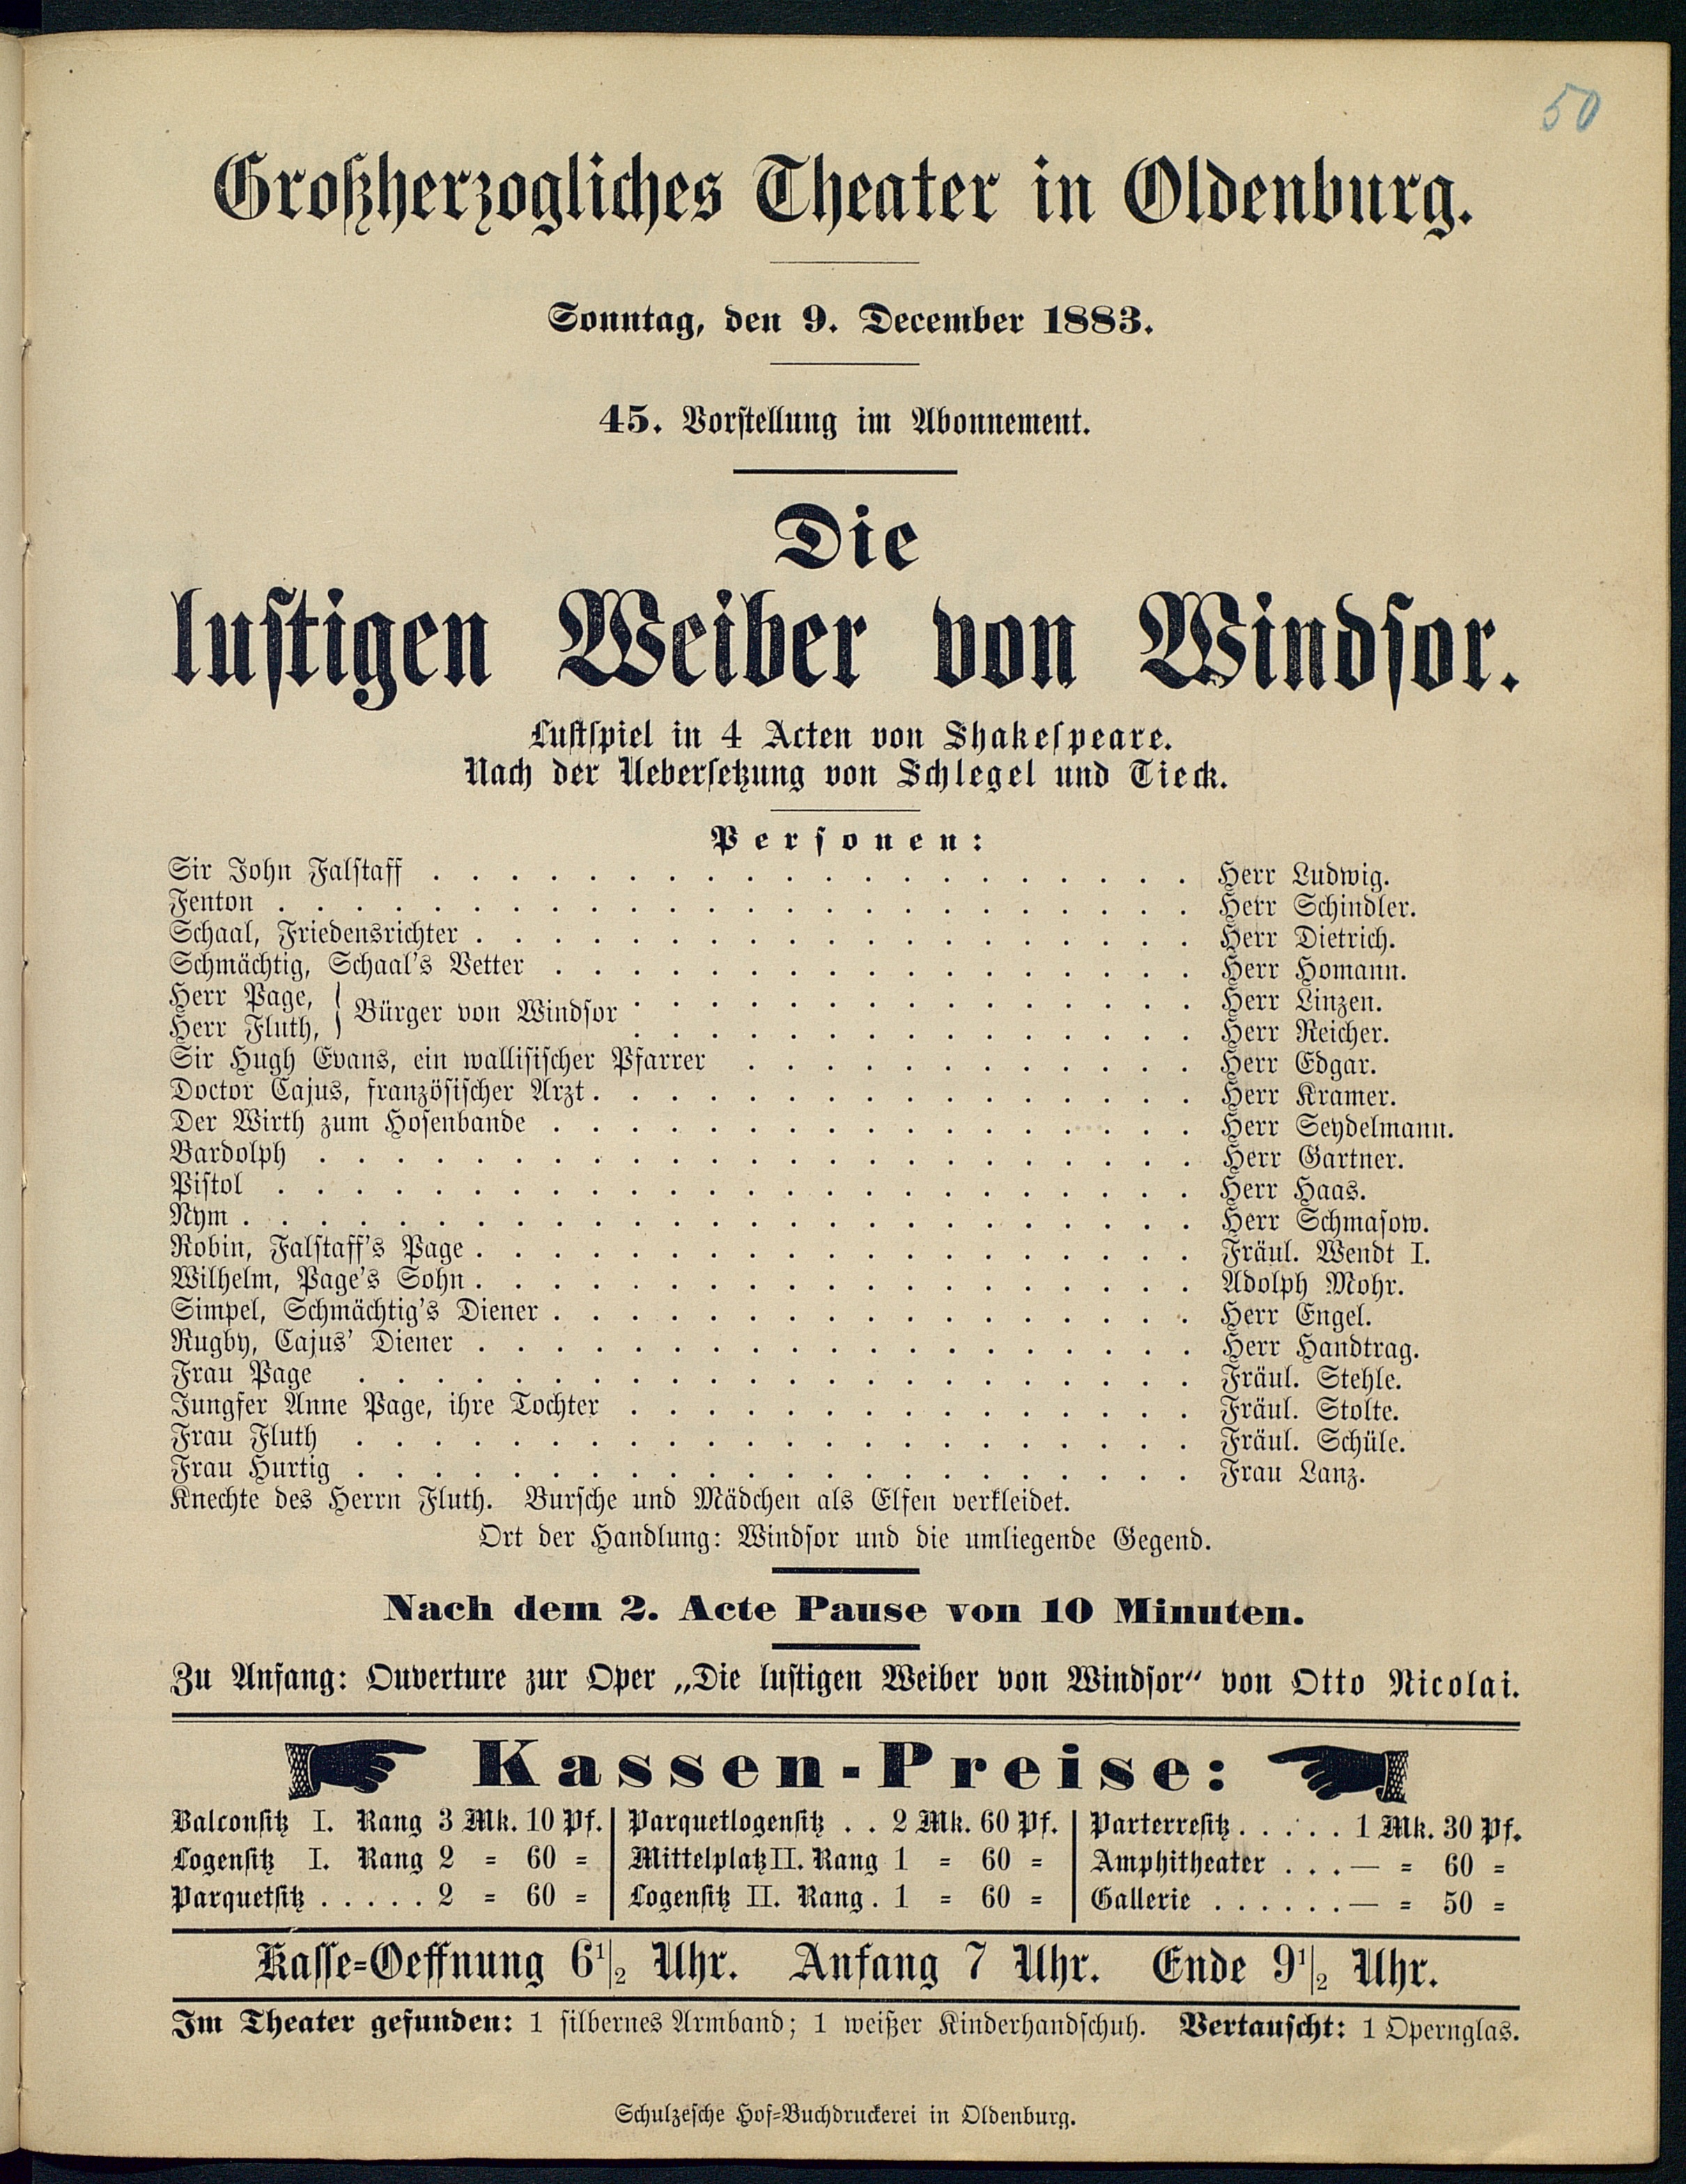 50
Großherzogliches Theater in Oldenburg.
Sonntag, den 9. December 1883.
45. Vorstellung im Abonnement.
Die
lustigen Weiber von Windsor.
Lustspiel in 4 Acten von Shakespeare.
Nach der Uebersetzung von Schlegel und Tieck.
Personen:
Sir John Falstaff . . . . . . . . . . . . . . . . . . . . Herr Ludwig.
Fenton . . . . . . . . . . . . . . . . . . . . . . . . Herr Schindler.
Schaal, Friedensrichter . . . . . . . . . . . . . . . . . . . Herr Dietrich.
Schmächtig, Schaal's Vetter . . . . . . . . . . . . . . . . . Herr Homann.
Herr Page, } Bürger von Windsor . . . . . . . . . . . . . . . Herr Linzen.
Herr Fluth, } . . . . . . . . . . . . . . . Herr Reicher.
Sir Hugh Evans, ein wallisischer Pfarrer . . . . . . . . . . . . Herr Edgar.
Doctor Cajus, französischer Arzt . . . . . . . . . . . . . . . . Herr Kramer.
Der Wirth zum Hosenbande . . . . . . . . . . . . . . . . . Herr Seydelmann.
Bardolph . . . . . . . . . . . . . . . . . . . . . . . Herr Gartner.
Pistol . . . . . . . . . . . . . . . . . . . . . . . . Herr Haas.
Nym . . . . . . . . . . . . . . . . . . . . . . . . . Herr Schmasow.
Robin, Falstaff's Page . . . . . . . . . . . . . . . . . . . Fräul. Wendt I.
Wilhelm, Page's Sohn . . . . . . . . . . . . . . . . . . . Adolph Mohr.
Simpel, Schmächtig's Diener . . . . . . . . . . . . . . . . . Herr Engel.
Rugby, Cajus' Diener . . . . . . . . . . . . . . . . . . . Herr Handtrag.
Frau Page . . . . . . . . . . . . . . . . . . . . . . Fräul. Stehle.
Jungfer Anne Page, ihre Tochter . . . . . . . . . . . . . . . Fräul. Stolte.
Frau Fluth . . . . . . . . . . . . . . . . . . . . . . Fräul. Schüle.
Frau Hurtig . . . . . . . . . . . . . . . . . . . . . . Frau Lanz.
Knechte des Herrn Fluth. Bursche und Mädchen als Elfen verkleidet.
Ort der Handlung: Windsor und die umliegende Gegend.
Nach dem 2. Acte Pause von 10 Minuten.
Zu Anfang: Ouverture zur Oper „Die lustigen Weiber von Windsor“ von Otto Nicolai.
Kassen-Preise:
Balconsitz I. Rang 3 Mk. 10 Pf. | Parquetlogensitz . . 2 Mk. 60 Pf. | Parterresitz . . . . . 1 Mk. 30 Pf.
Logensitz I. Rang 2 = 60 = | Mittelplatz II. Rang 1 = 60 = | Amphitheater . . . — = 60 =
Parquetsitz . . . . . 2 = 60 = | Logensitz II. Rang . 1 = 60 = | Gallerie . . . . . . — = 50 =
Kasse-Oeffnung 6 1/2 Uhr. Anfang 7 Uhr. Ende 9 1/2 Uhr.
Im Theater gefunden: 1 silbernes Armband; 1 weißer Kinderhandschuh. Vertauscht: 1 Opernglas.
Schulzesche Hof=Buchdruckerei in Oldenburg.